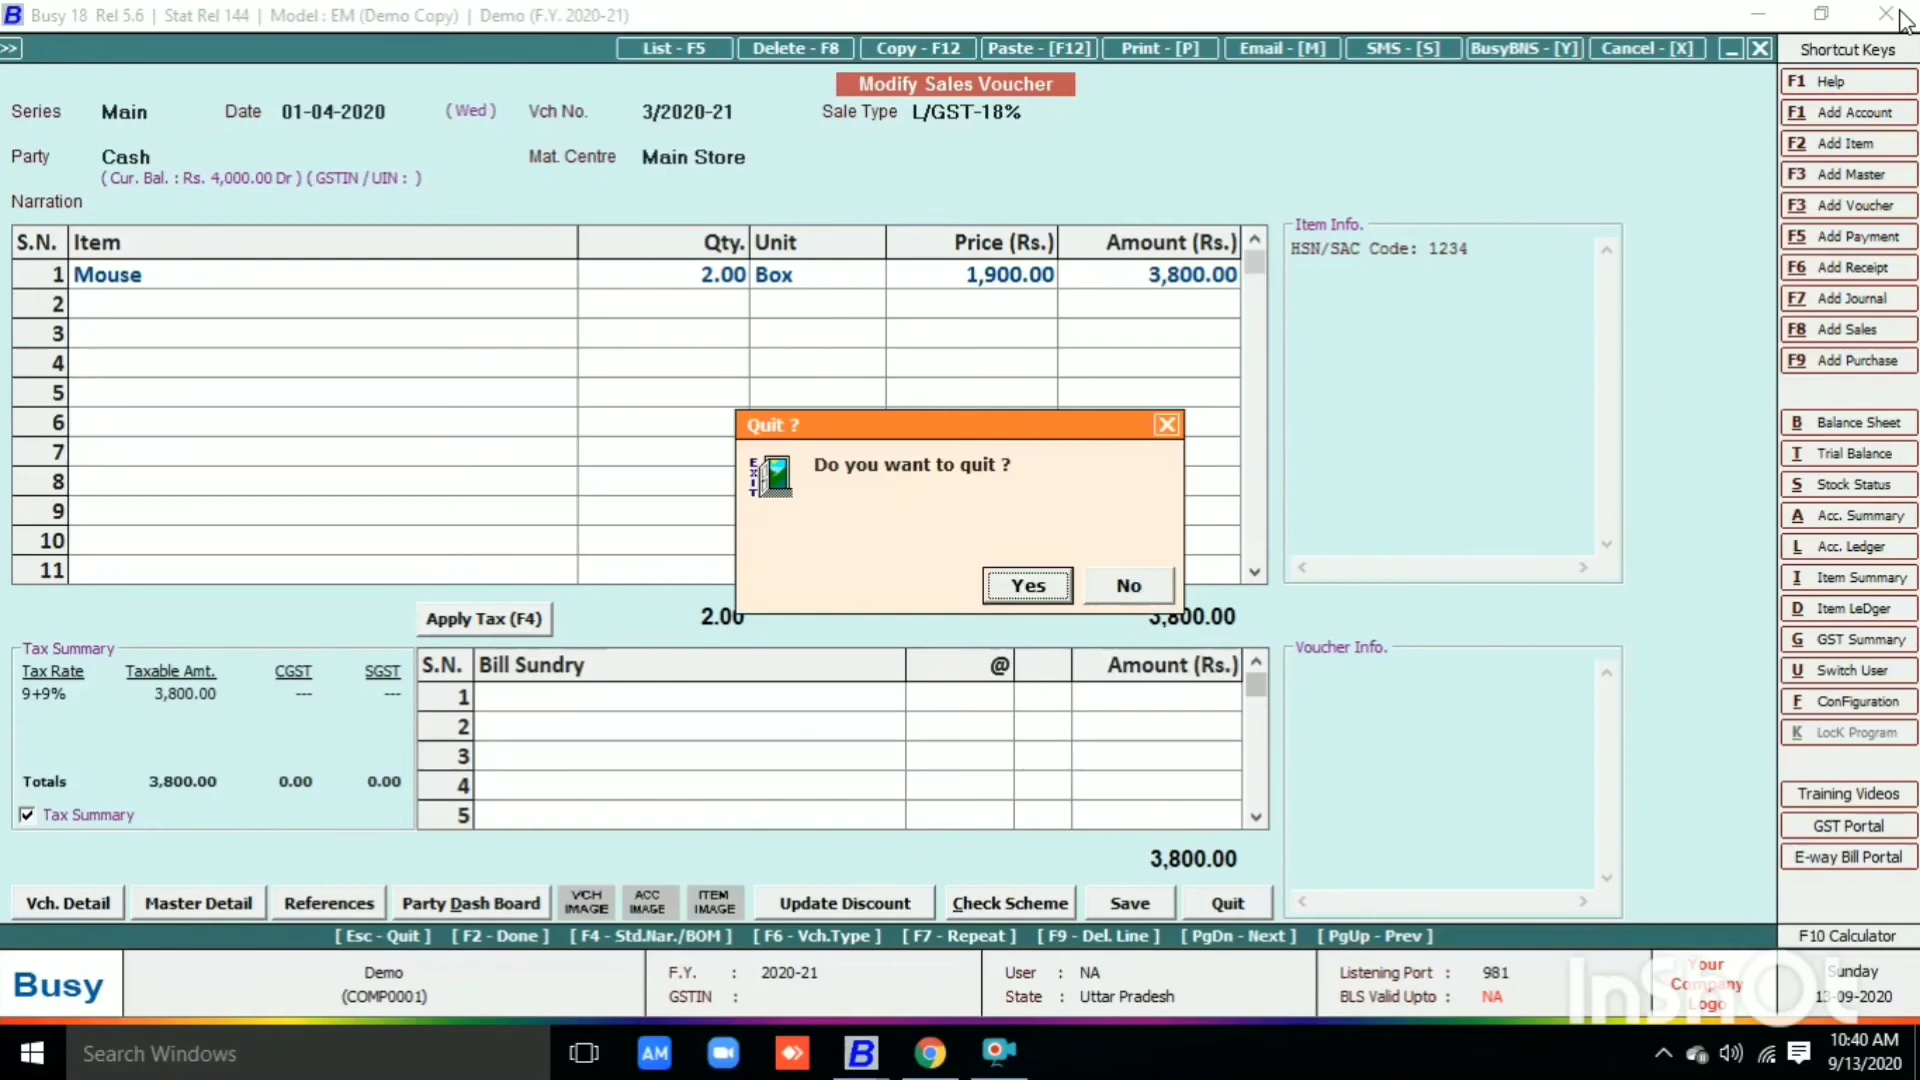 Busy 18 Rel 5.6 | Stat Rel 144 | Model : EM (Demo Copy) | Demo (F.Y. 2020-21)
>> List - F5 Delete - F8 Copy - F12 Paste - [F12] Print - [P] Email - [M] SMS - [S] BusyBNS - [Y] Cancel - [X] Shortcut Keys
Modify Sales Voucher
Series Main Date 01-04-2020 (Wed) Vch No. 3/2020-21 Sale Type L/GST-18%
Party Cash Mat. Centre Main Store
( Cur. Bal. : Rs. 4,000.00 Dr ) ( GSTIN / UIN : )
Narration
S.N. Item Qty. Unit Price (Rs.) Amount (Rs.)
1 Mouse 2.00 Box 1,900.00 3,800.00
2
3
4
5
6
7
8
9
10
11
Item Info.
HSN/SAC Code: 1234
Quit ?
EXIT
Do you want to quit ?
Yes No
Apply Tax (F4) 2.00 3,800.00
Tax Summary
Tax Rate Taxable Amt. CGST SGST
9+9% 3,800.00 --- ---
Totals 3,800.00 0.00 0.00
Tax Summary
S.N. Bill Sundry @ Amount (Rs.)
1
2
3
4
5
3,800.00
Voucher Info.
Vch. Detail Master Detail References Party Dash Board VCH IMAGE ACC IMAGE ITEM IMAGE Update Discount Check Scheme Save Quit
[ Esc - Quit ] [ F2 - Done ] [ F4 - Std.Nar./BOM ] [ F6 - Vch.Type ] [ F7 - Repeat ] [ F9 - Del. Line ] [ PgDn - Next ] [ PgUp - Prev ]
F1 Help
F1 Add Account
F2 Add Item
F3 Add Master
F3 Add Voucher
F5 Add Payment
F6 Add Receipt
F7 Add Journal
F8 Add Sales
F9 Add Purchase
B Balance Sheet
T Trial Balance
S Stock Status
A Acc. Summary
L Acc. Ledger
I Item Summary
D Item LeDger
G GST Summary
U Switch User
F ConFiguration
K LocK Program
Training Videos
GST Portal
E-way Bill Portal
F10 Calculator
Busy
Demo
(COMP0001)
F.Y. : 2020-21
GSTIN :
User : NA
State : Uttar Pradesh
Listening Port : 981
BLS Valid Upto : NA
Your
Company
Logo
Sunday
13-09-2020
InShOt
Search Windows
AM
B
10:40 AM
9/13/2020